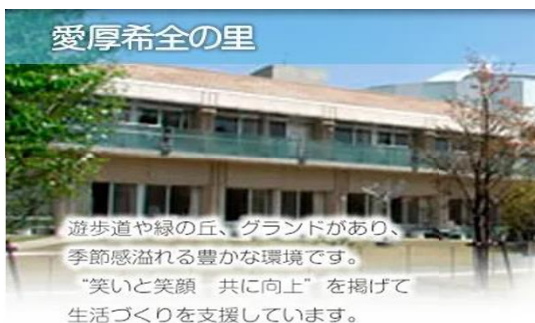 愛厚希全の里
遊歩道や緑の丘、グランドがあり、
季節感溢れる豊かな環境です。
“笑いと笑顔　共に向上”を掲げて
生活づくりを支援しています。